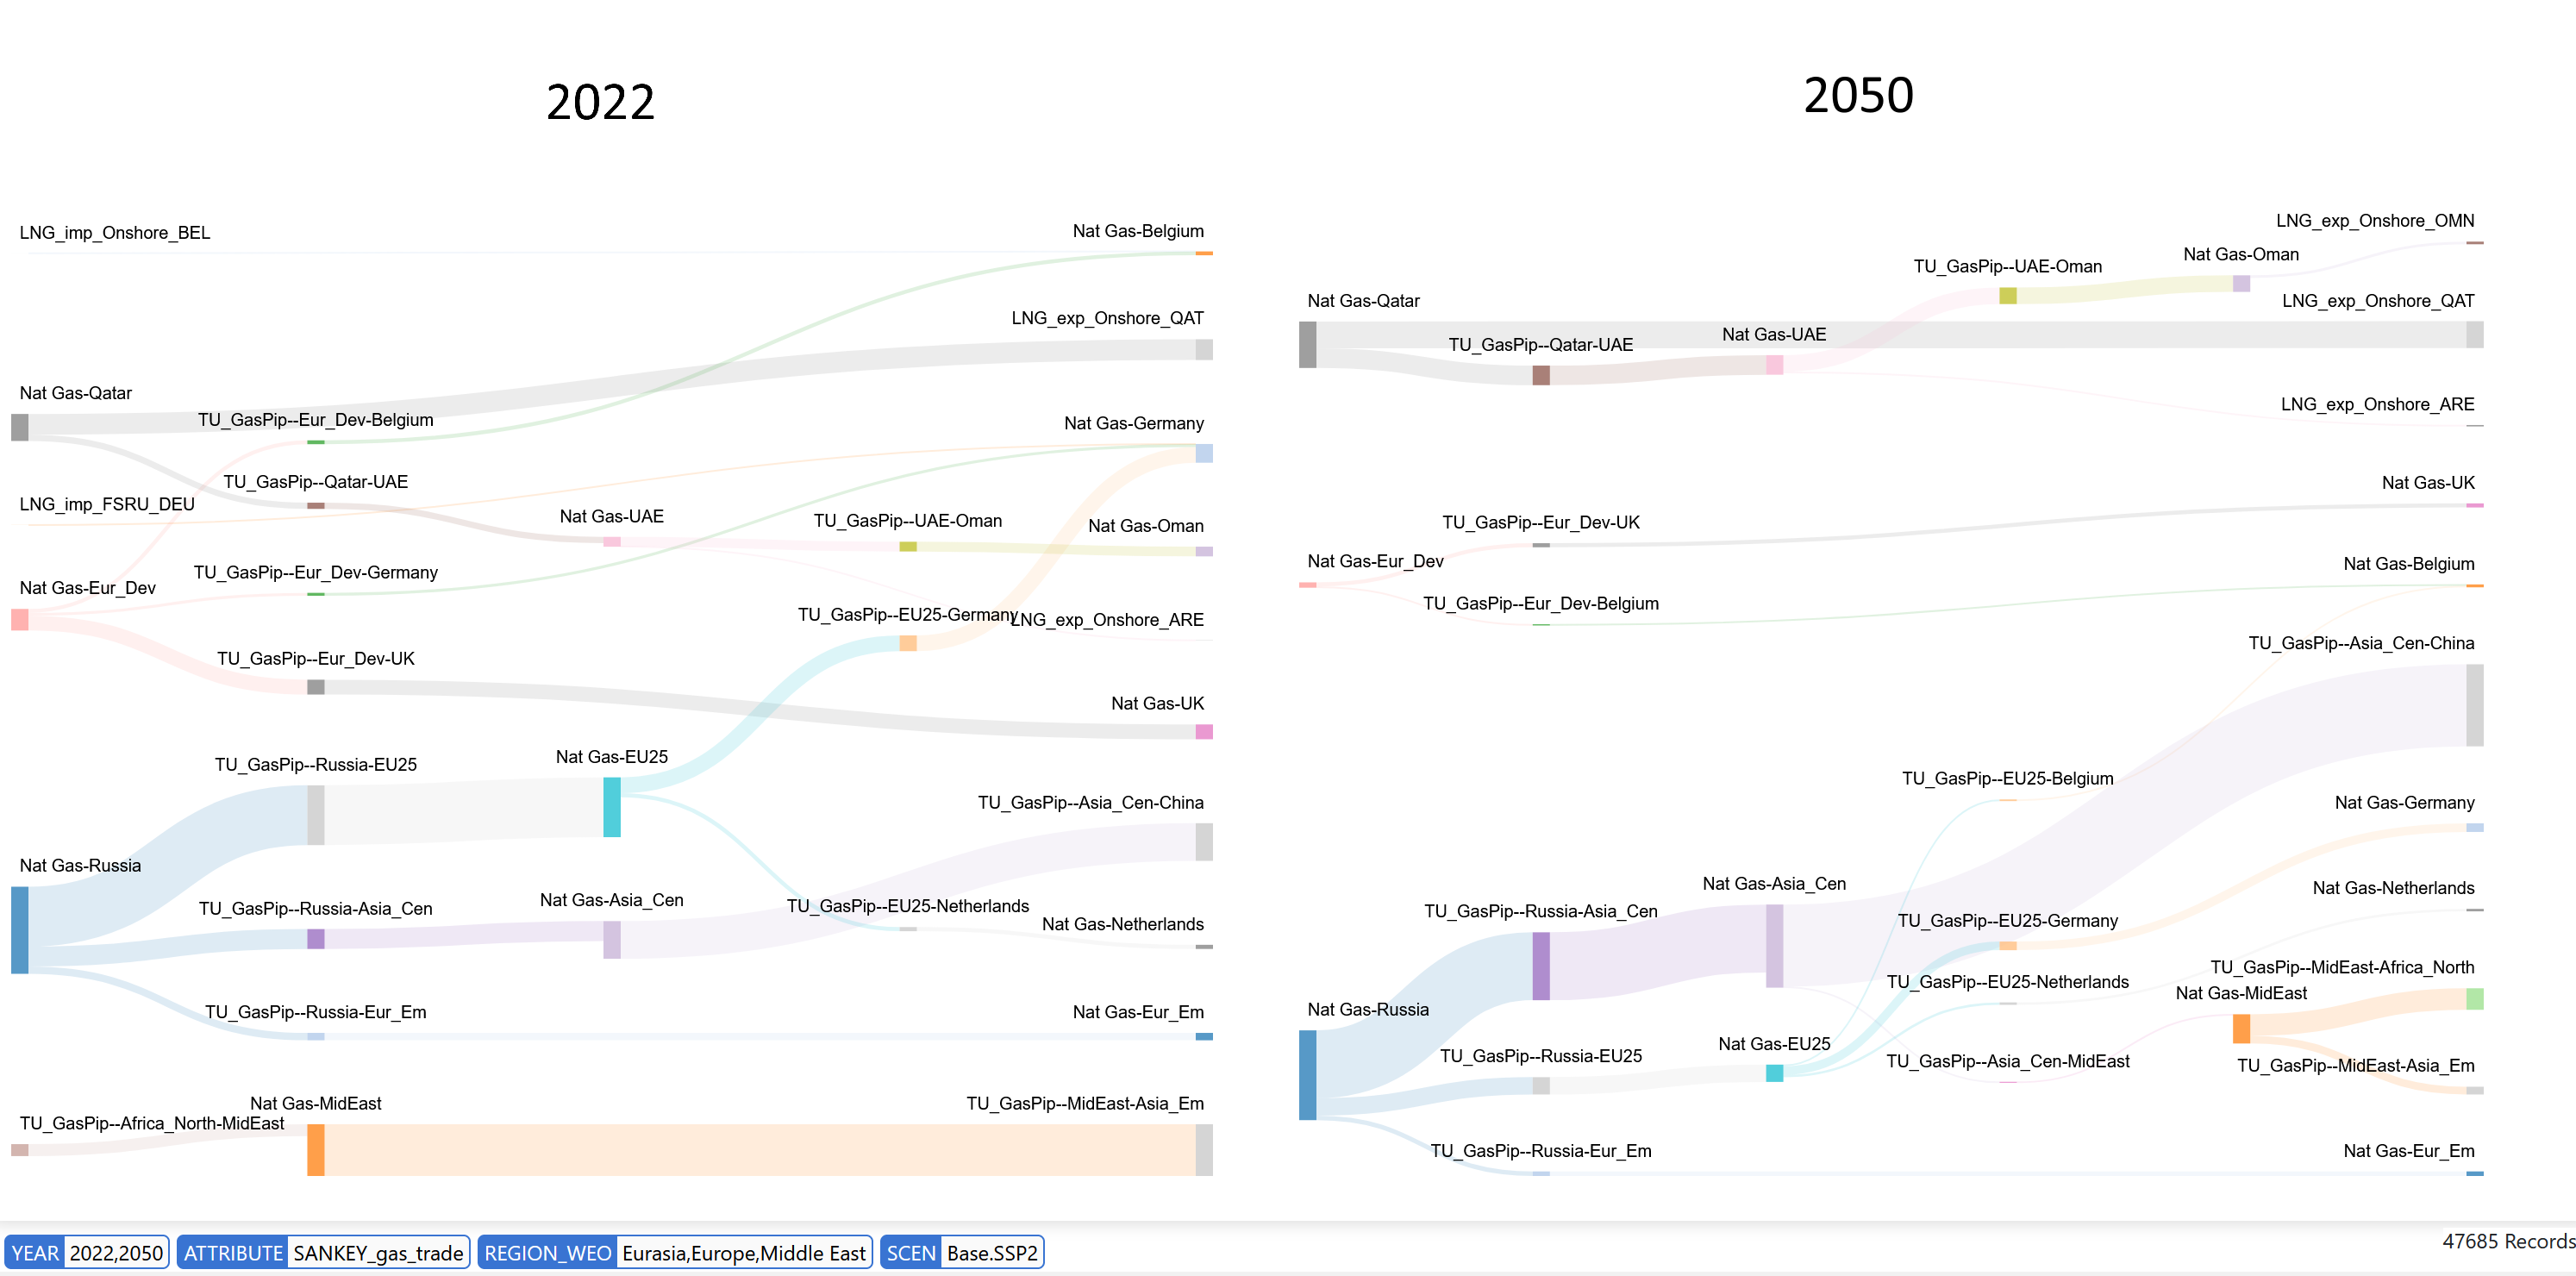 2022
LNG_imp_Onshore_BEL
Nat Gas-Belgium
LNG_exp_Onshore_QAT
Nat Gas-Qatar
TU_GasPip--Eur_Dev-Belgium
Nat Gas-Germany
TU_GasPip--Qatar-UAE
LNG_imp_FSRU_DEU
Nat Gas-UAE
TU_GasPip--UAE-Oman
Nat Gas-Oman
TU_GasPip--Eur_Dev-Germany
Nat Gas-Eur_Dev
TU_GasPip--EU25-Germany
LNG_exp_Onshore_ARE
TU_GasPip--Eur_Dev-UK
Nat Gas-UK
Nat Gas-EU25
TU_GasPip--Russia-EU25
TU_GasPip--Asia_Cen-China
Nat Gas-Russia
TU_GasPip--Russia-Asia_Cen
Nat Gas-Asia_Cen
TU_GasPip--EU25-Netherlands
Nat Gas-Netherlands
TU_GasPip--Russia-Eur_Em
Nat Gas-Eur_Em
Nat Gas-MidEast
TU_GasPip--MidEast-Asia_Em
TU_GasPip--Africa_North-MidEast
2050
LNG_exp_Onshore_OMN
Nat Gas-Oman
TU_GasPip--UAE-Oman
Nat Gas-Qatar
LNG_exp_Onshore_QAT
Nat Gas-UAE
TU_GasPip--Qatar-UAE
LNG_exp_Onshore_ARE
Nat Gas-UK
TU_GasPip--Eur_Dev-UK
Nat Gas-Eur_Dev
Nat Gas-Belgium
TU_GasPip--Eur_Dev-Belgium
TU_GasPip--Asia_Cen-China
TU_GasPip--EU25-Belgium
Nat Gas-Germany
Nat Gas-Asia_Cen
Nat Gas-Netherlands
TU_GasPip--Russia-Asia_Cen
TU_GasPip--EU25-Germany
TU_GasPip--MidEast-Africa_North
TU_GasPip--EU25-Netherlands
Nat Gas-MidEast
Nat Gas-Russia
Nat Gas-EU25
TU_GasPip--Russia-EU25
TU_GasPip--Asia_Cen-MidEast
TU_GasPip--MidEast-Asia_Em
TU_GasPip--Russia-Eur_Em
Nat Gas-Eur_Em
YEAR 2022,2050 ATTRIBUTE SANKEY_gas_trade REGION_WEO Eurasia,Europe,Middle East SCEN Base.SSP2
47685 Records